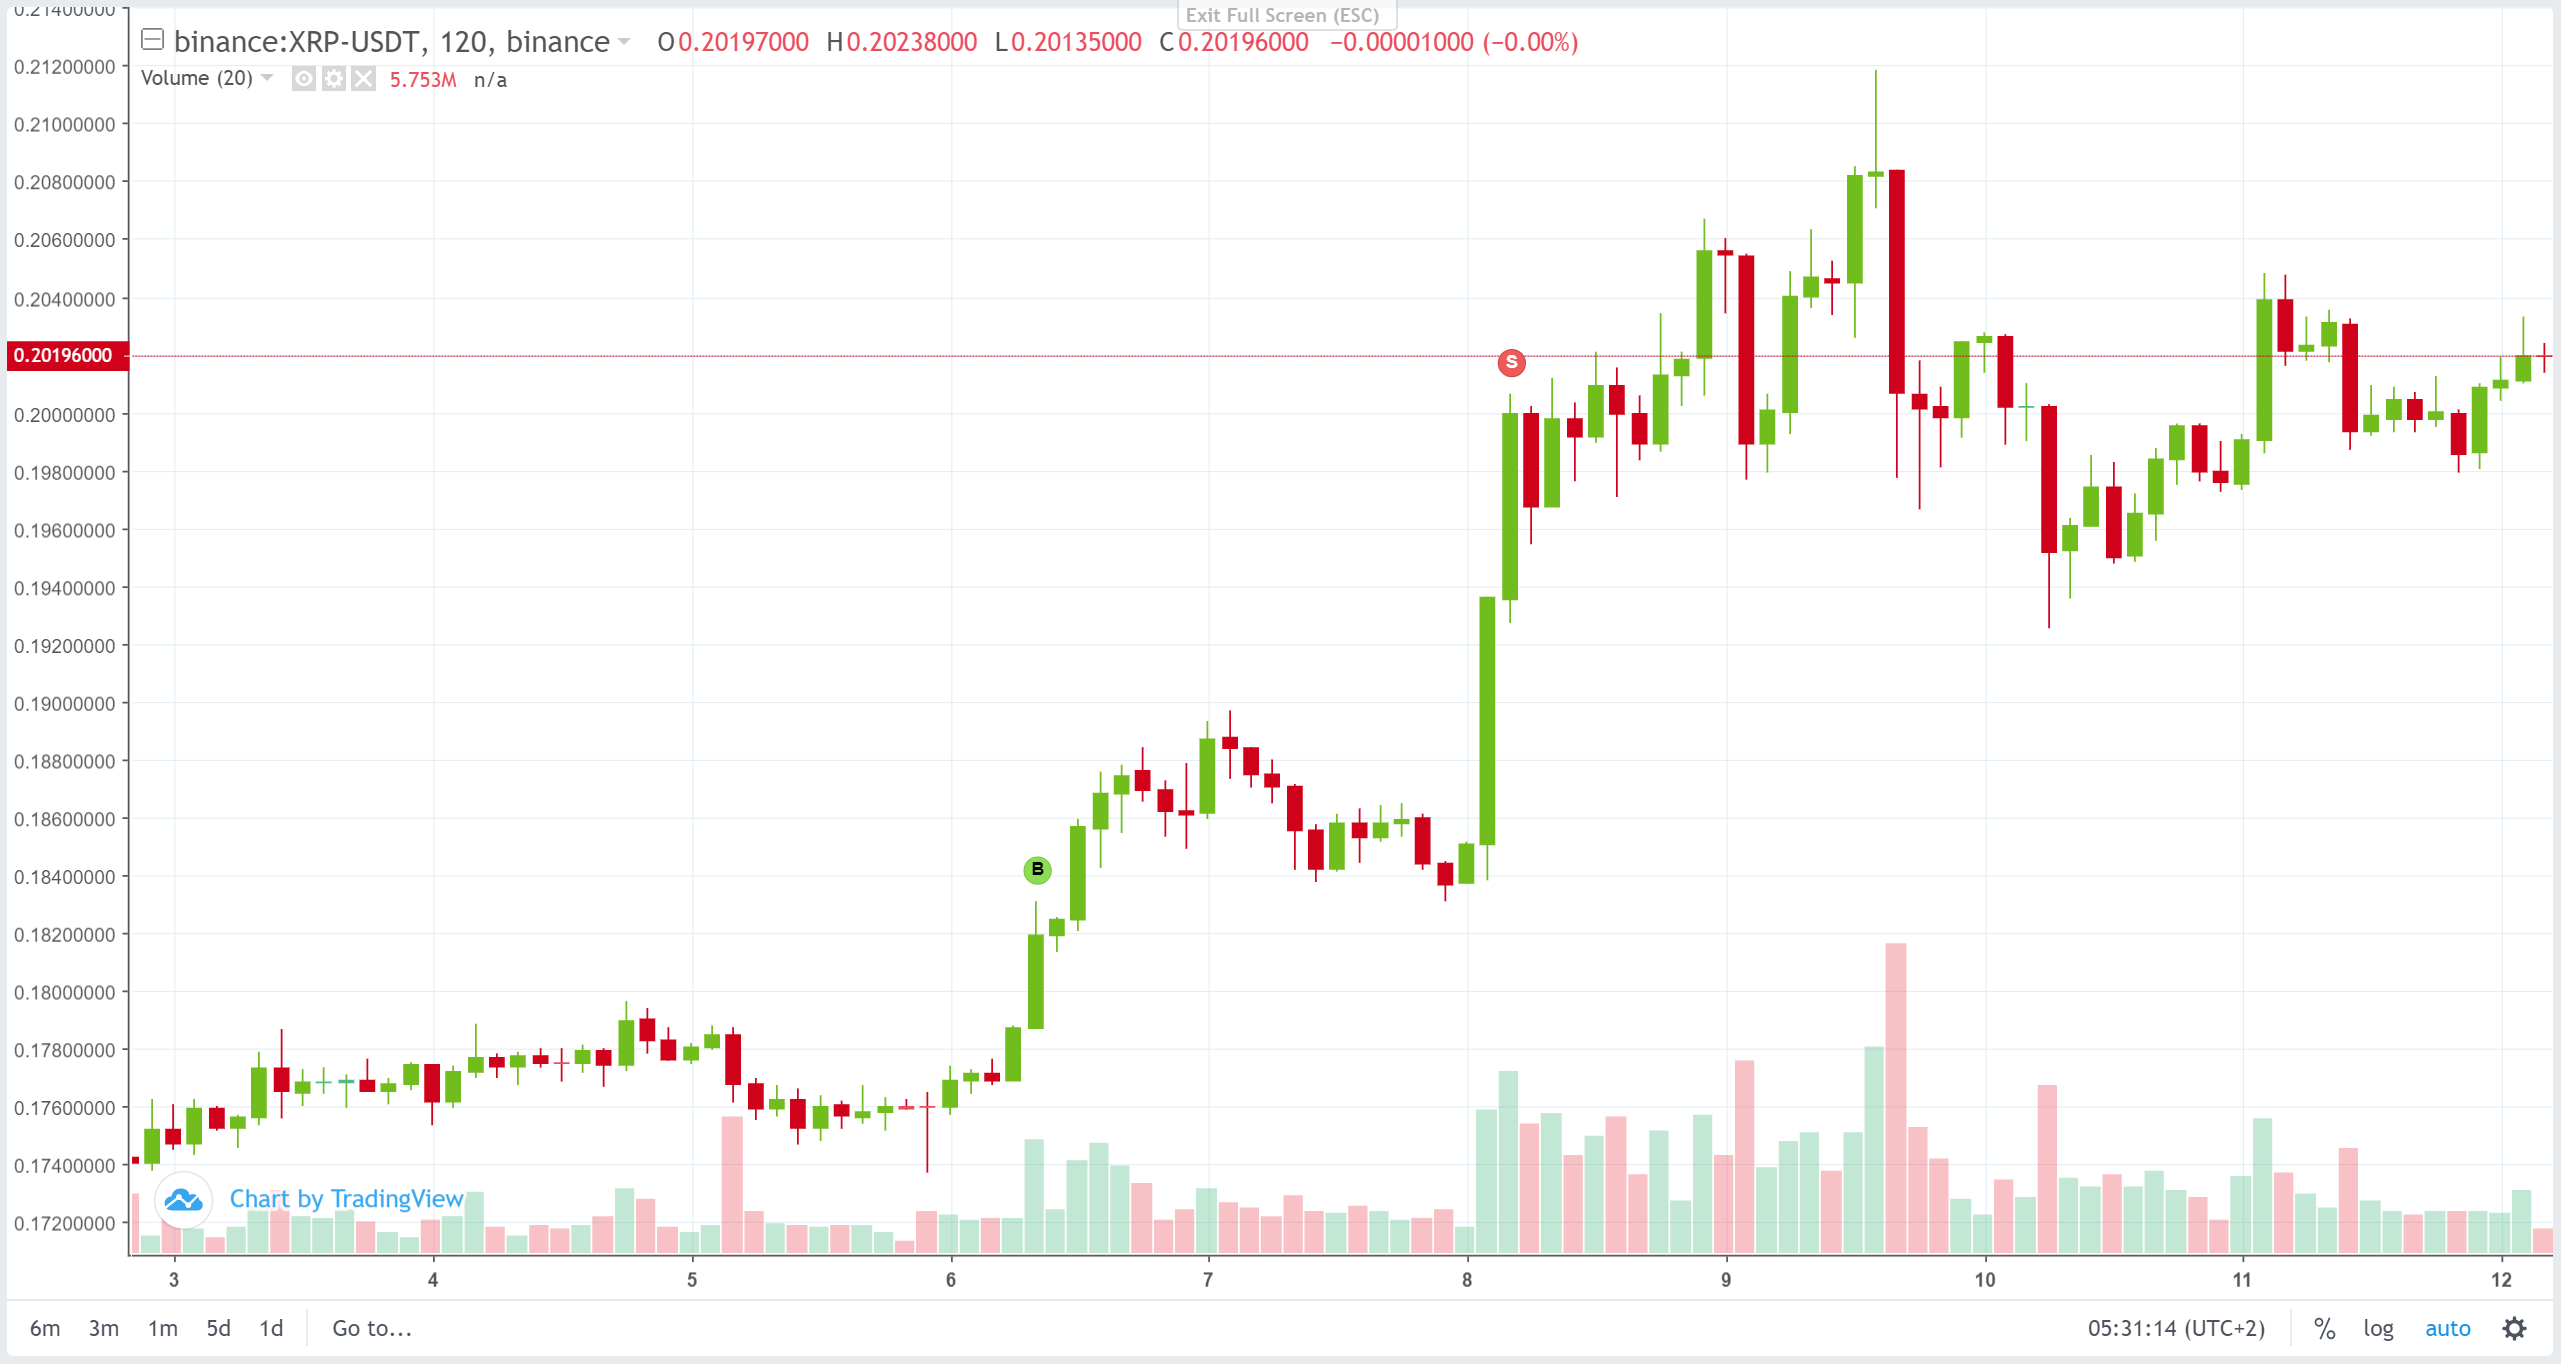 Exit Full Screen (ESC)
binance:XRP-USDT, 120, binance O0.20197000 H0.20238000 L0.20135000 C0.20196000 −0.00001000 (−0.00%)
Volume (20) 5.753M n/a
0.21400000
0.21200000
0.21000000
0.20800000
0.20600000
0.20400000
0.20196000
0.20000000
0.19800000
0.19600000
0.19400000
0.19200000
0.19000000
0.18800000
0.18600000
0.18400000
0.18200000
0.18000000
0.17800000
0.17600000
0.17400000
0.17200000
S
B
Chart by TradingView
3 4 5 6 7 8 9 10 11 12
6m 3m 1m 5d 1d Go to... 05:31:14 (UTC+2) % log auto